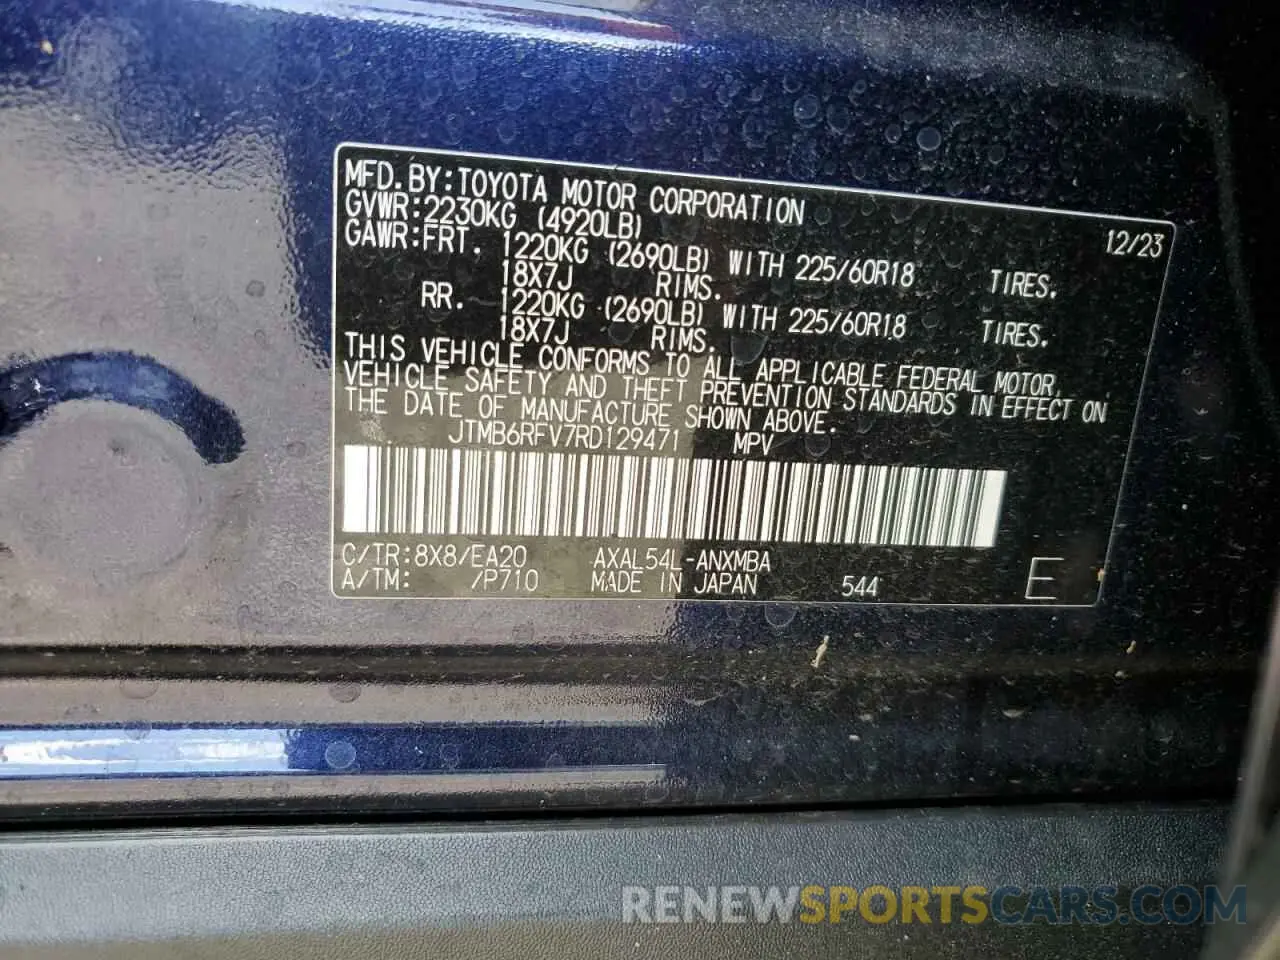 MFD.BY:TOYOTA MOTOR CORPORATION
12/23
GVWR:2230KG (4920LB)
GAWR:FRT. 1220KG (2690LB) WITH 225/60R18 TIRES.
18X7J RIMS.
RR. 1220KG (2690LB) WITH 225/60R18 TIRES.
18X7J RIMS.
THIS VEHICLE CONFORMS TO ALL APPLICABLE FEDERAL MOTOR
VEHICLE SAFETY AND THEFT PREVENTION STANDARDS IN EFFECT ON
THE DATE OF MANUFACTURE SHOWN ABOVE.
JTMB6RFV7RD129471 MPV
C/TR:8X8/EA20 AXAL54L-ANXMBA
A/TM: /P710 MADE IN JAPAN 544 E
RENEWSPORTSCARS.COM